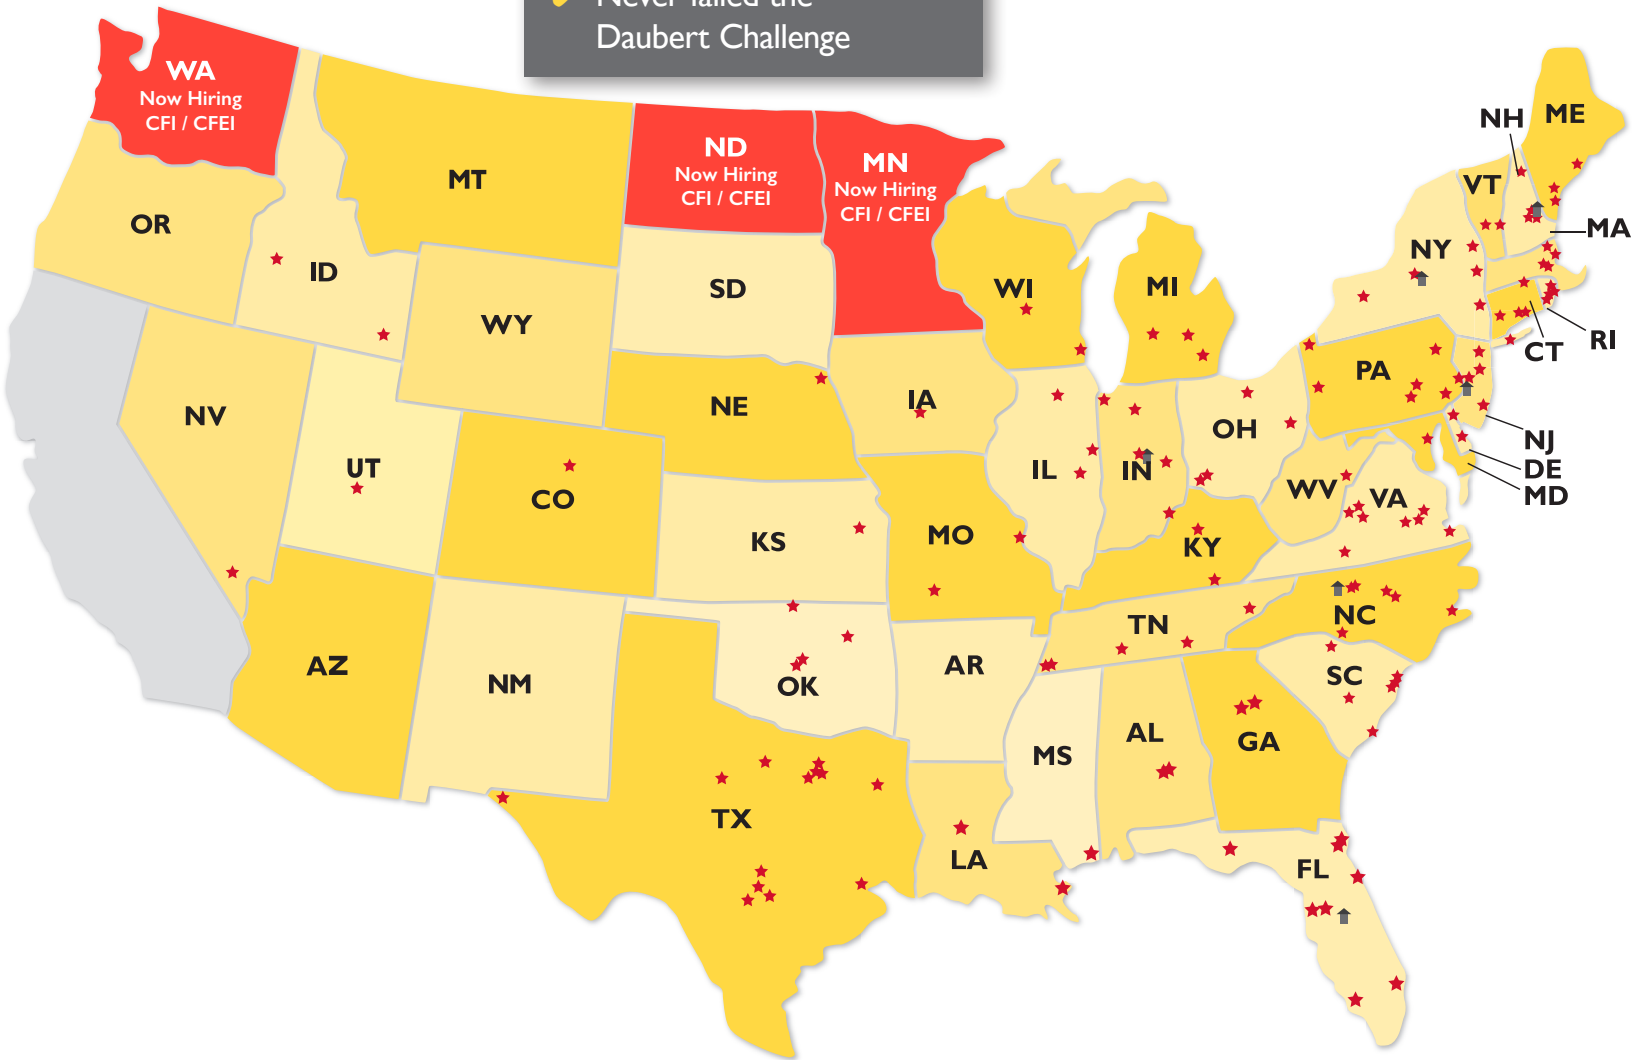 Never failed the
Daubert Challenge
WA
Now Hiring
CFI / CFEI
ND
Now Hiring
CFI / CFEI
MN
Now Hiring
CFI / CFEI
MT
OR
ID
WY
SD
WI
MI
NH
ME
VT
MA
NY
RI
CT
PA
NV
NE
IA
OH
NJ
DE
MD
UT
CO
IL
IN
WV
VA
KS
MO
KY
NC
TN
AZ
NM
OK
AR
SC
MS
AL
GA
TX
LA
FL